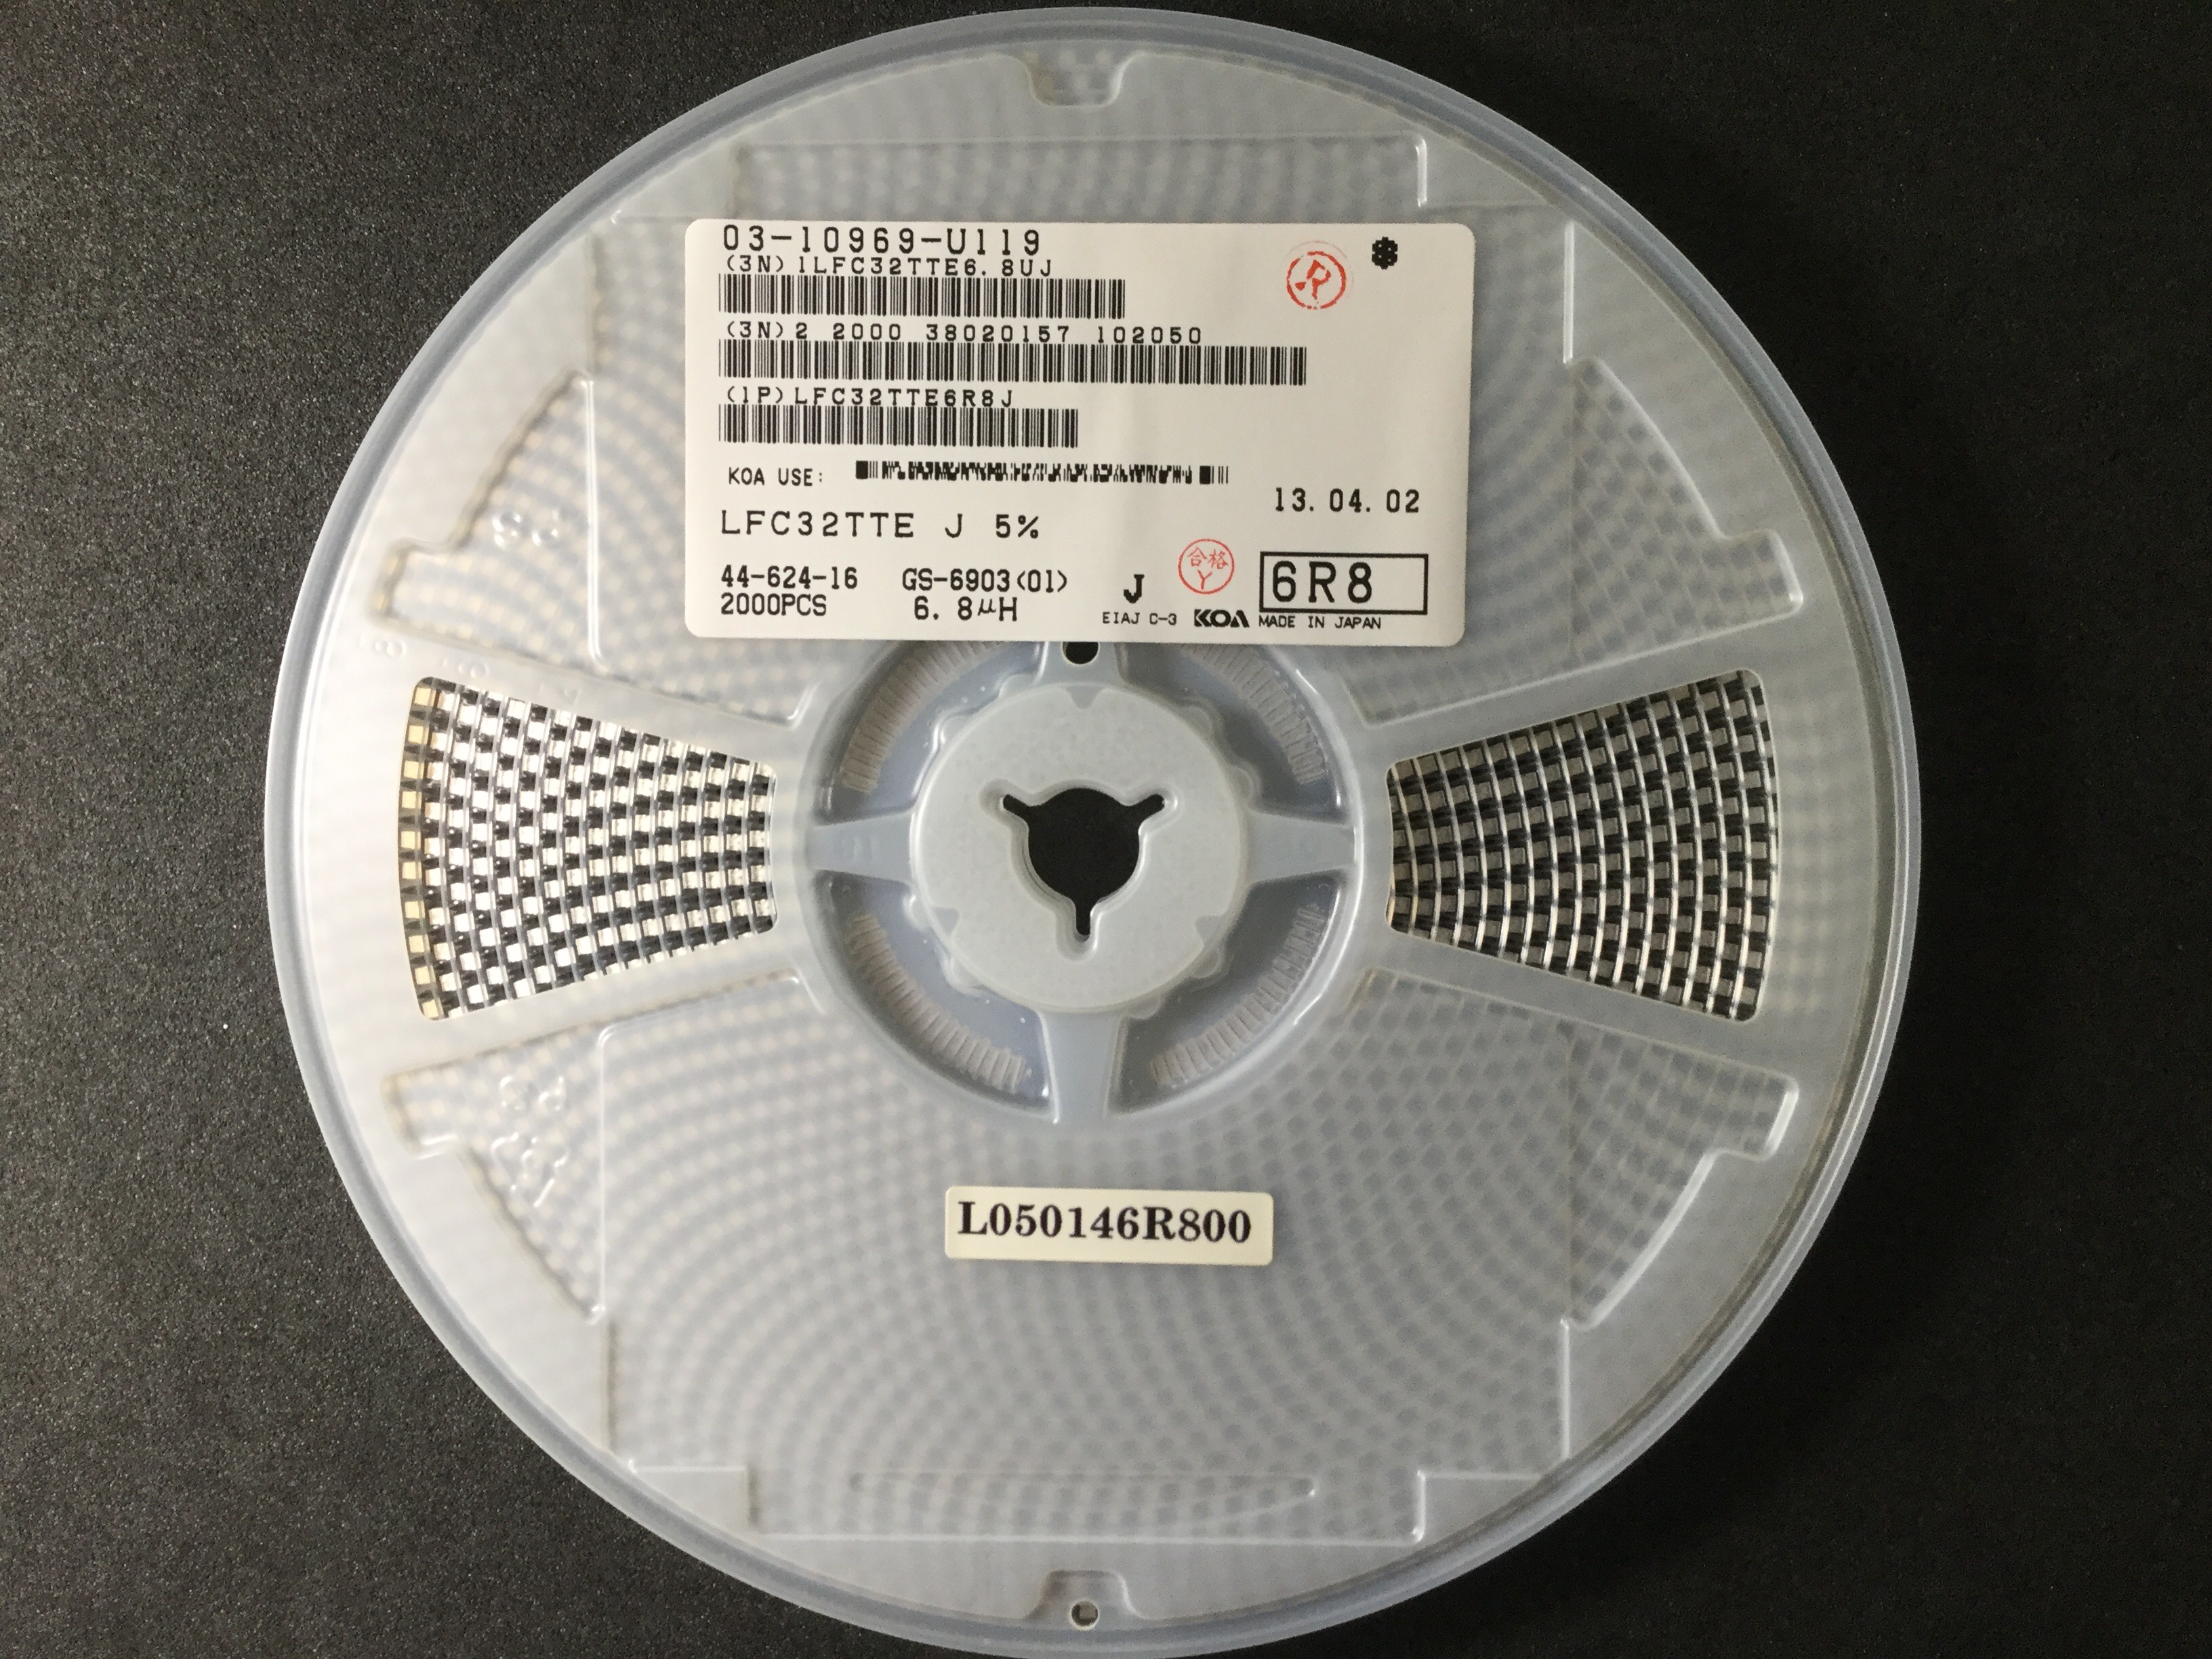 03-10969-U119
(3N)1LFC32TTE6.8UJ
(3N)2 2000 38020157 102050
(1P)LFC32TTE6R8J
KOA USE:
13.04.02
LFC32TTE J 5%
44-624-16 GS-6903(01)
2000PCS 6.8μH
J
合格
Y
6R8
EIAJ C-3 KOA MADE IN JAPAN
R
L050146R800